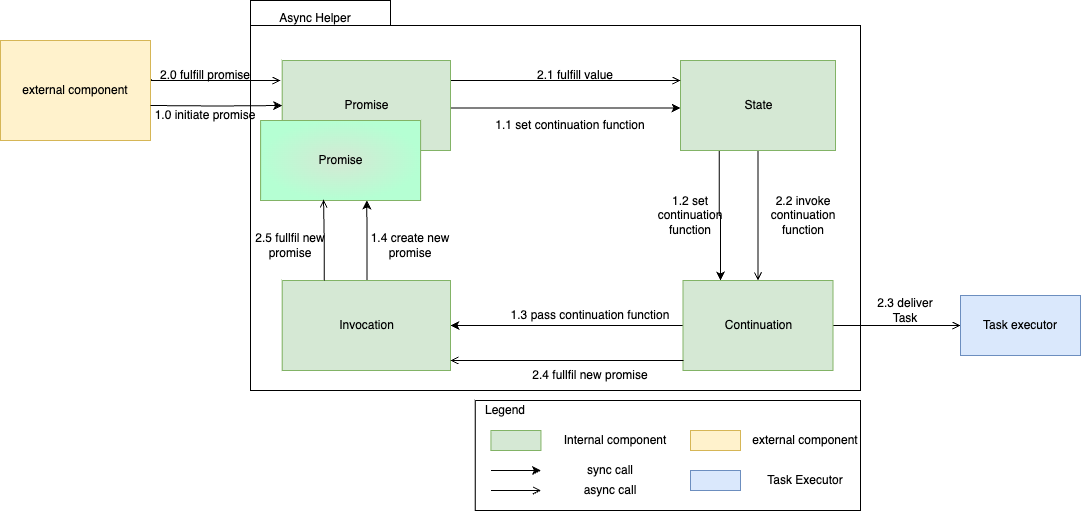 Async Helper
external component
2.0 fulfill promise
1.0 initiate promise
Promise
2.1 fulfill value
1.1 set continuation function
State
Promise
2.5 fullfil new
promise
1.4 create new
promise
1.2 set
continuation
function
2.2 invoke
continuation
function
Invocation
1.3 pass continuation function
2.4 fullfil new promise
Continuation
2.3 deliver
Task
Task executor
Legend
Internal component
external component
sync call
async call
Task Executor